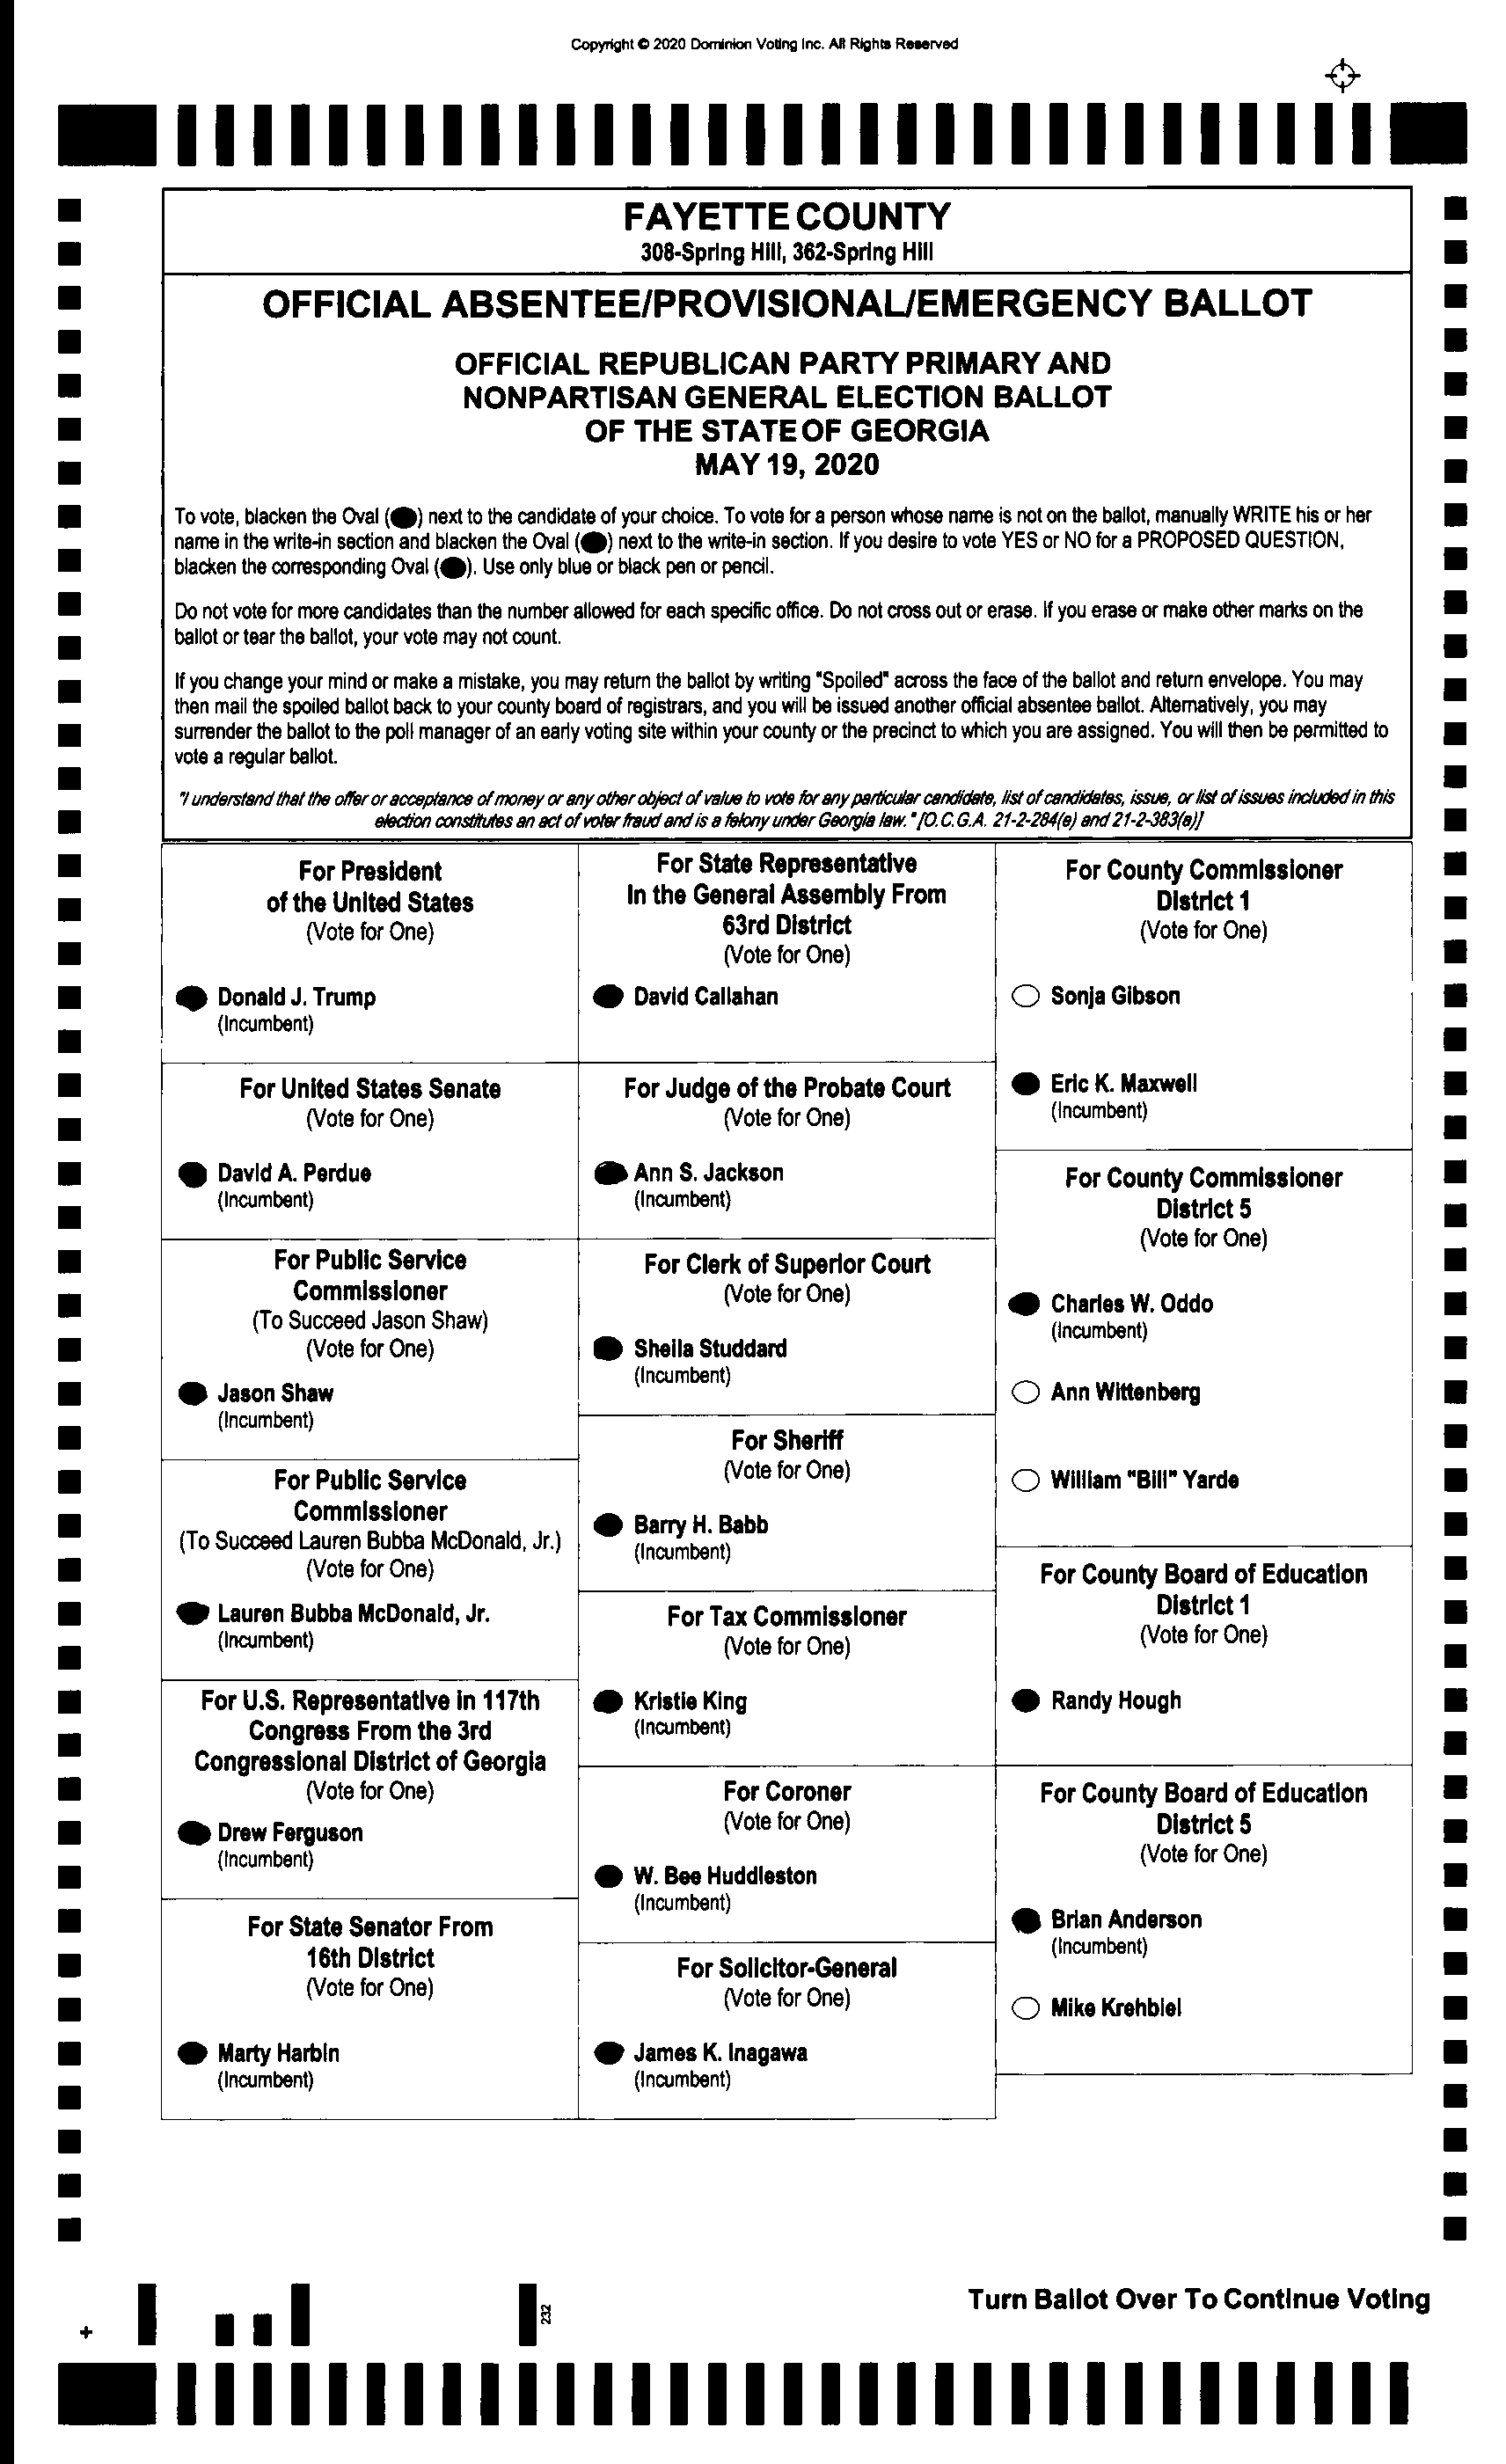 Copyright © 2020 Dominion Voting Inc. All Rights Reserved
FAYETTE COUNTY
308-Spring Hill, 362-Spring Hill
OFFICIAL ABSENTEE/PROVISIONAL/EMERGENCY BALLOT
OFFICIAL REPUBLICAN PARTY PRIMARY AND
NONPARTISAN GENERAL ELECTION BALLOT
OF THE STATE OF GEORGIA
MAY 19, 2020
To vote, blacken the Oval (●) next to the candidate of your choice. To vote for a person whose name is not on the ballot, manually WRITE his or her
name in the write-in section and blacken the Oval (●) next to the write-in section. If you desire to vote YES or NO for a PROPOSED QUESTION,
blacken the corresponding Oval (●). Use only blue or black pen or pencil.
Do not vote for more candidates than the number allowed for each specific office. Do not cross out or erase. If you erase or make other marks on the
ballot or tear the ballot, your vote may not count.
If you change your mind or make a mistake, you may return the ballot by writing "Spoiled" across the face of the ballot and return envelope. You may
then mail the spoiled ballot back to your county board of registrars, and you will be issued another official absentee ballot. Alternatively, you may
surrender the ballot to the poll manager of an early voting site within your county or the precinct to which you are assigned. You will then be permitted to
vote a regular ballot.
"I understand that the offer or acceptance of money or any other object of value to vote for any particular candidate, list of candidates, issue, or list of issues included in this
election constitutes an act of voter fraud and is a felony under Georgia law." [O.C.G.A. 21-2-284(e) and 21-2-383(a)]
For President
of the United States
(Vote for One)
Donald J. Trump
(Incumbent)
For United States Senate
(Vote for One)
David A. Perdue
(Incumbent)
For Public Service
Commissioner
(To Succeed Jason Shaw)
(Vote for One)
Jason Shaw
(Incumbent)
For Public Service
Commissioner
(To Succeed Lauren Bubba McDonald, Jr.)
(Vote for One)
Lauren Bubba McDonald, Jr.
(Incumbent)
For U.S. Representative in 117th
Congress From the 3rd
Congressional District of Georgia
(Vote for One)
Drew Ferguson
(Incumbent)
For State Senator From
16th District
(Vote for One)
Marty Harbin
(Incumbent)
For State Representative
In the General Assembly From
63rd District
(Vote for One)
David Callahan
For Judge of the Probate Court
(Vote for One)
Ann S. Jackson
(Incumbent)
For Clerk of Superior Court
(Vote for One)
Sheila Studdard
(Incumbent)
For Sheriff
(Vote for One)
Barry H. Babb
(Incumbent)
For Tax Commissioner
(Vote for One)
Kristie King
(Incumbent)
For Coroner
(Vote for One)
W. Bee Huddleston
(Incumbent)
For Solicitor-General
(Vote for One)
James K. Inagawa
(Incumbent)
For County Commissioner
District 1
(Vote for One)
Sonja Gibson
Eric K. Maxwell
(Incumbent)
For County Commissioner
District 5
(Vote for One)
Charles W. Oddo
(Incumbent)
Ann Wittenberg
William "Bill" Yarde
For County Board of Education
District 1
(Vote for One)
Randy Hough
For County Board of Education
District 5
(Vote for One)
Brian Anderson
(Incumbent)
Mike Krehbiel
Turn Ballot Over To Continue Voting
232